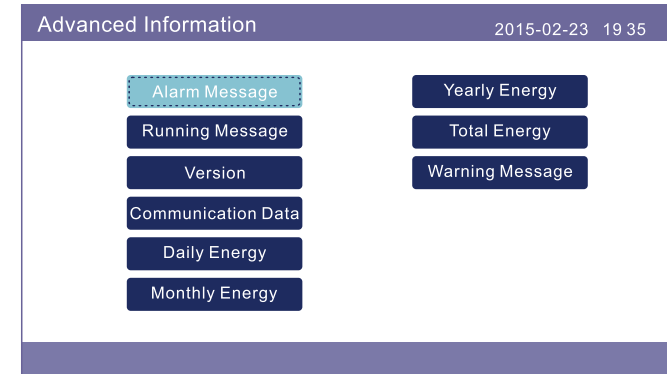 Advanced Information
2015-02-23 19 35
Alarm Message
Running Message
Version
Communication Data
Daily Energy
Monthly Energy
Yearly Energy
Total Energy
Warning Message